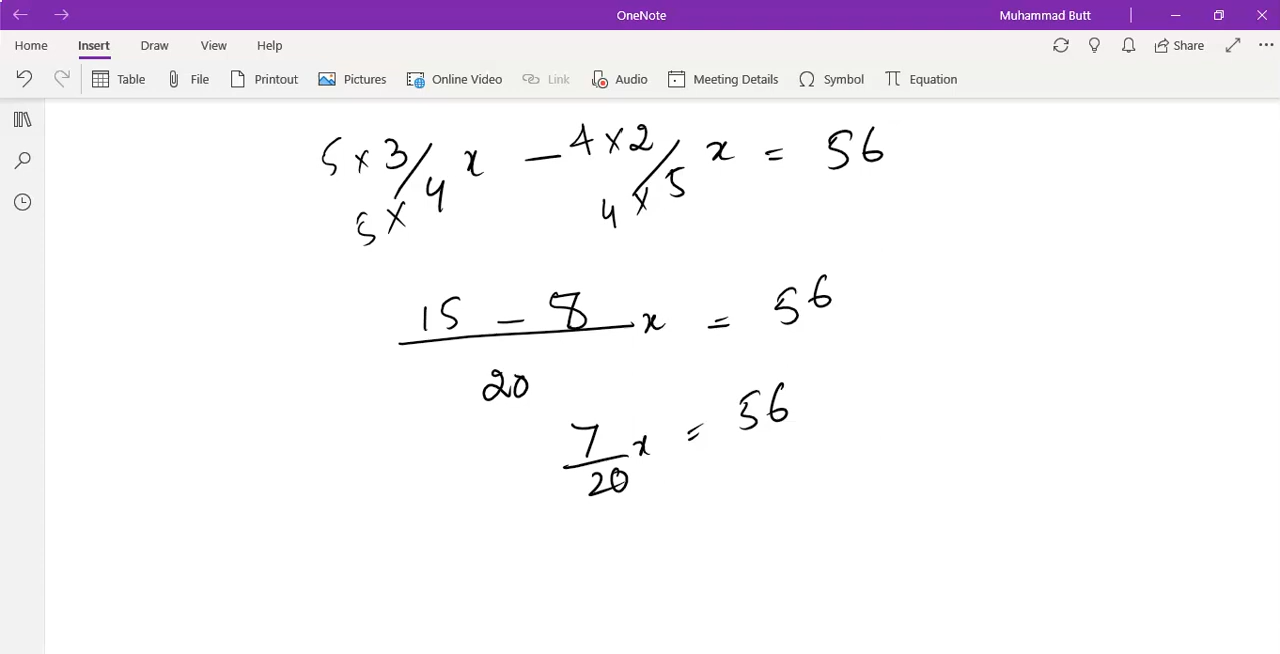 OneNote
Muhammad Butt
Home Insert Draw View Help
Share
Table File Printout Pictures Online Video Link Audio Meeting Details Symbol Equation
5 × 3/4 x − 4 × 2/5 x = 56
5 × 4 ×
15 − 8 x = 56
20
7 x = 56
20